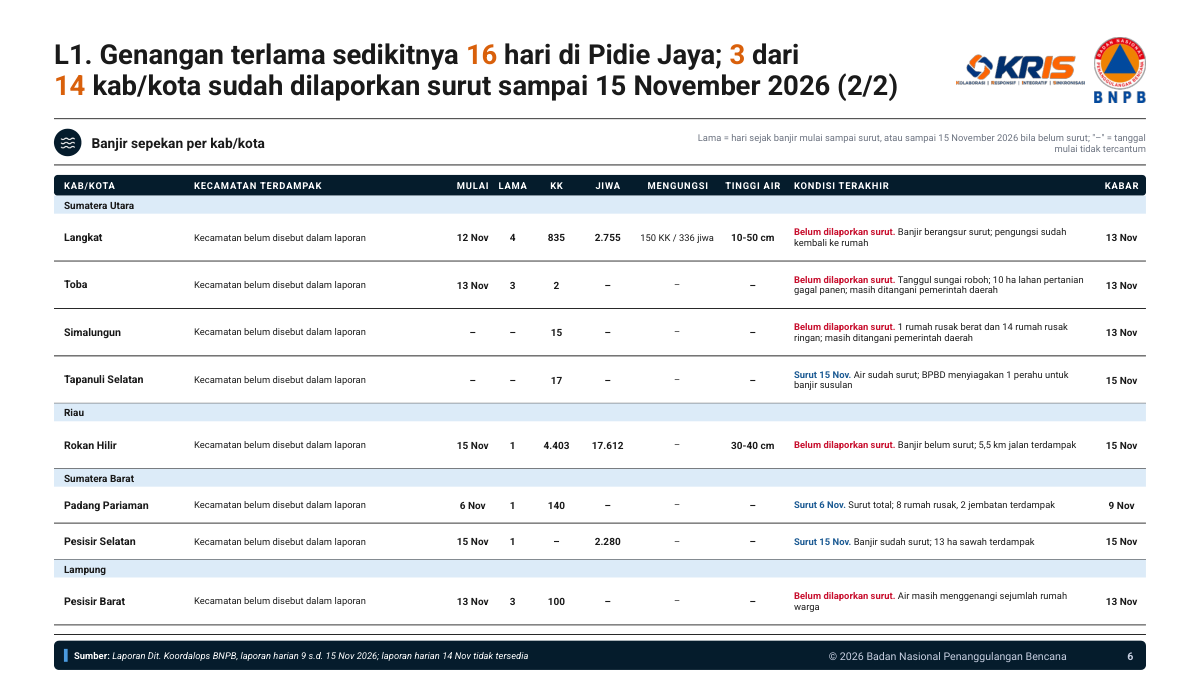 L1. Genangan terlama sedikitnya 16 hari di Pidie Jaya; 3 dari
14 kab/kota sudah dilaporkan surut sampai 15 November 2026 (2/2)
KRIS
KOLABORASI | RESPONSIF | INTEGRATIF | SINKRONISASI
BADAN NASIONAL PENANGGULANGAN BENCANA
BNPB
Banjir sepekan per kab/kota
Lama = hari sejak banjir mulai sampai surut, atau sampai 15 November 2026 bila belum surut; "–" = tanggal
mulai tidak tercantum
KAB/KOTA KECAMATAN TERDAMPAK MULAI LAMA KK JIWA MENGUNGSI TINGGI AIR KONDISI TERAKHIR KABAR
Sumatera Utara
Langkat Kecamatan belum disebut dalam laporan 12 Nov 4 835 2.755 150 KK / 336 jiwa 10-50 cm Belum dilaporkan surut. Banjir berangsur surut; pengungsi sudah
kembali ke rumah 13 Nov
Toba Kecamatan belum disebut dalam laporan 13 Nov 3 2 – – – Belum dilaporkan surut. Tanggul sungai roboh; 10 ha lahan pertanian
gagal panen; masih ditangani pemerintah daerah 13 Nov
Simalungun Kecamatan belum disebut dalam laporan – – 15 – – – Belum dilaporkan surut. 1 rumah rusak berat dan 14 rumah rusak
ringan; masih ditangani pemerintah daerah 13 Nov
Tapanuli Selatan Kecamatan belum disebut dalam laporan – – 17 – – – Surut 15 Nov. Air sudah surut; BPBD menyiagakan 1 perahu untuk
banjir susulan 15 Nov
Riau
Rokan Hilir Kecamatan belum disebut dalam laporan 15 Nov 1 4.403 17.612 – 30-40 cm Belum dilaporkan surut. Banjir belum surut; 5,5 km jalan terdampak 15 Nov
Sumatera Barat
Padang Pariaman Kecamatan belum disebut dalam laporan 6 Nov 1 140 – – – Surut 6 Nov. Surut total; 8 rumah rusak, 2 jembatan terdampak 9 Nov
Pesisir Selatan Kecamatan belum disebut dalam laporan 15 Nov 1 – 2.280 – – Surut 15 Nov. Banjir sudah surut; 13 ha sawah terdampak 15 Nov
Lampung
Pesisir Barat Kecamatan belum disebut dalam laporan 13 Nov 3 100 – – – Belum dilaporkan surut. Air masih menggenangi sejumlah rumah
warga 13 Nov
Sumber: Laporan Dit. Koordalops BNPB, laporan harian 9 s.d. 15 Nov 2026; laporan harian 14 Nov tidak tersedia
© 2026 Badan Nasional Penanggulangan Bencana 6